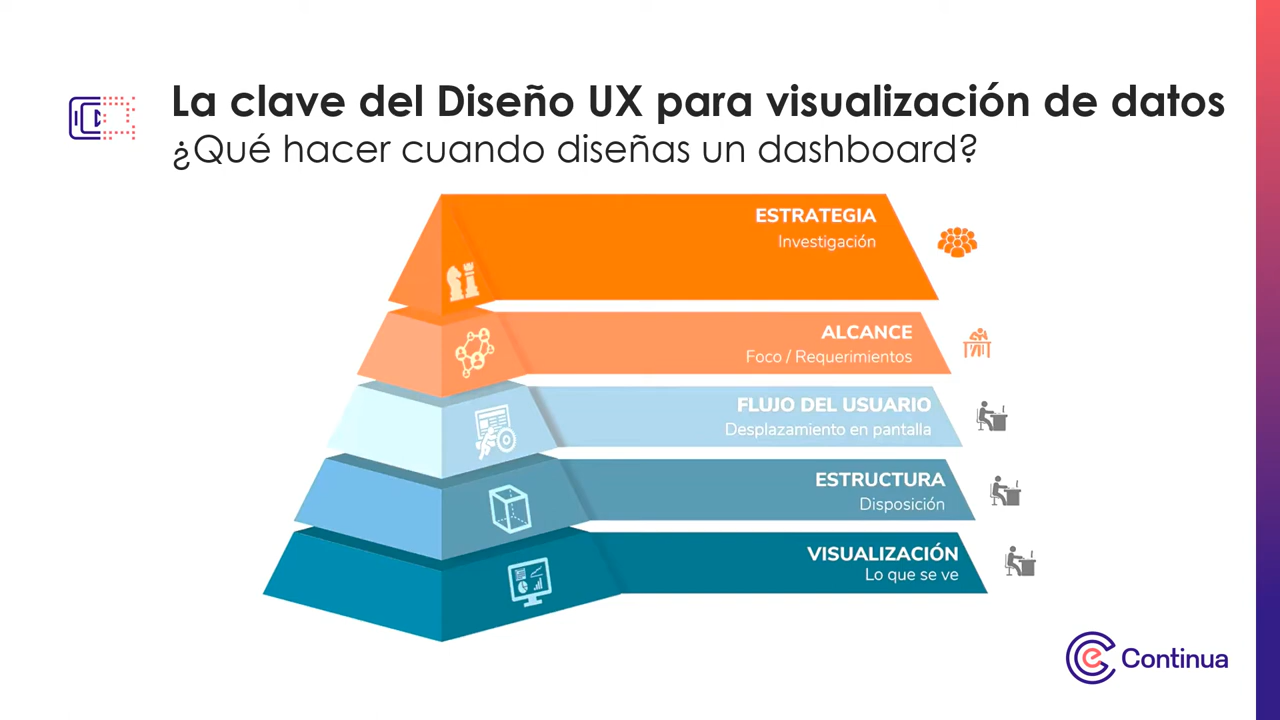 La clave del Diseño UX para visualización de datos
¿Qué hacer cuando diseñas un dashboard?
ESTRATEGIA
Investigación
ALCANCE
Foco / Requerimientos
FLUJO DEL USUARIO
Desplazamiento en pantalla
ESTRUCTURA
Disposición
VISUALIZACIÓN
Lo que se ve
e Continua